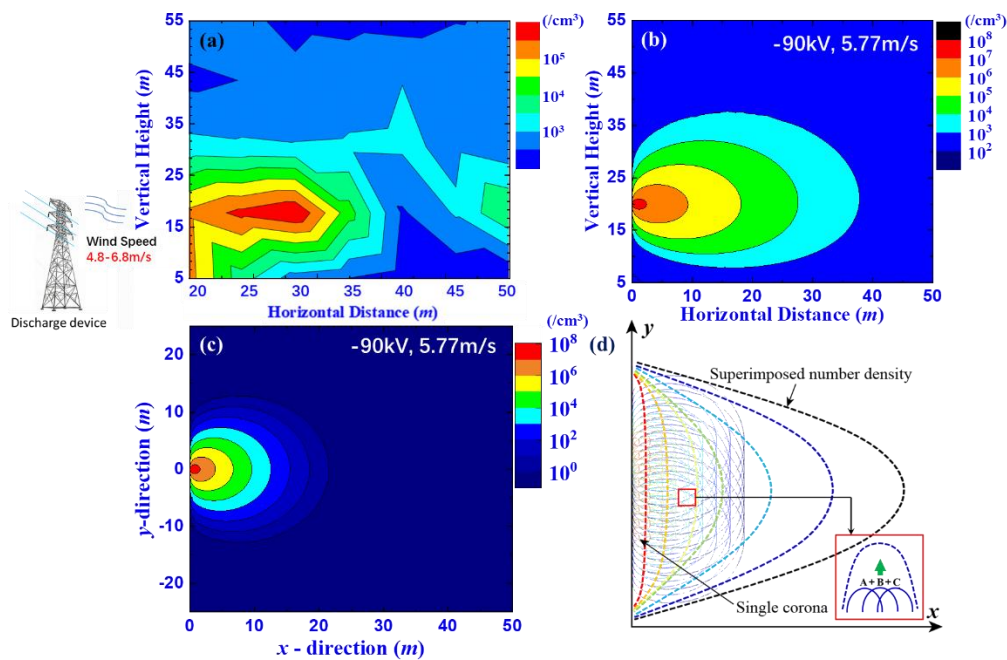 (/cm³)
(a)
55
45
35
25
15
5
Vertical Height (m)
10⁵
10⁴
10³
19 20
30
40
50
Horizontal Distance (m)
(/cm³)
(b)
-90kV, 5.77m/s
55
45
35
25
15
5
Vertical Height (m)
10⁸
10⁷
10⁶
10⁵
10⁴
10³
10²
0
10
20
30
40
50
Horizontal Distance (m)
Wind Speed
4.8-6.8m/s
Discharge device
(/cm³)
(c)
-90kV, 5.77m/s
20
10
0
-10
-20
y-direction (m)
10⁸
10⁶
10⁴
10²
10⁰
0
10
20
30
40
50
x - direction (m)
(d)
y
Superimposed number density
A + B + C
Single corona
x